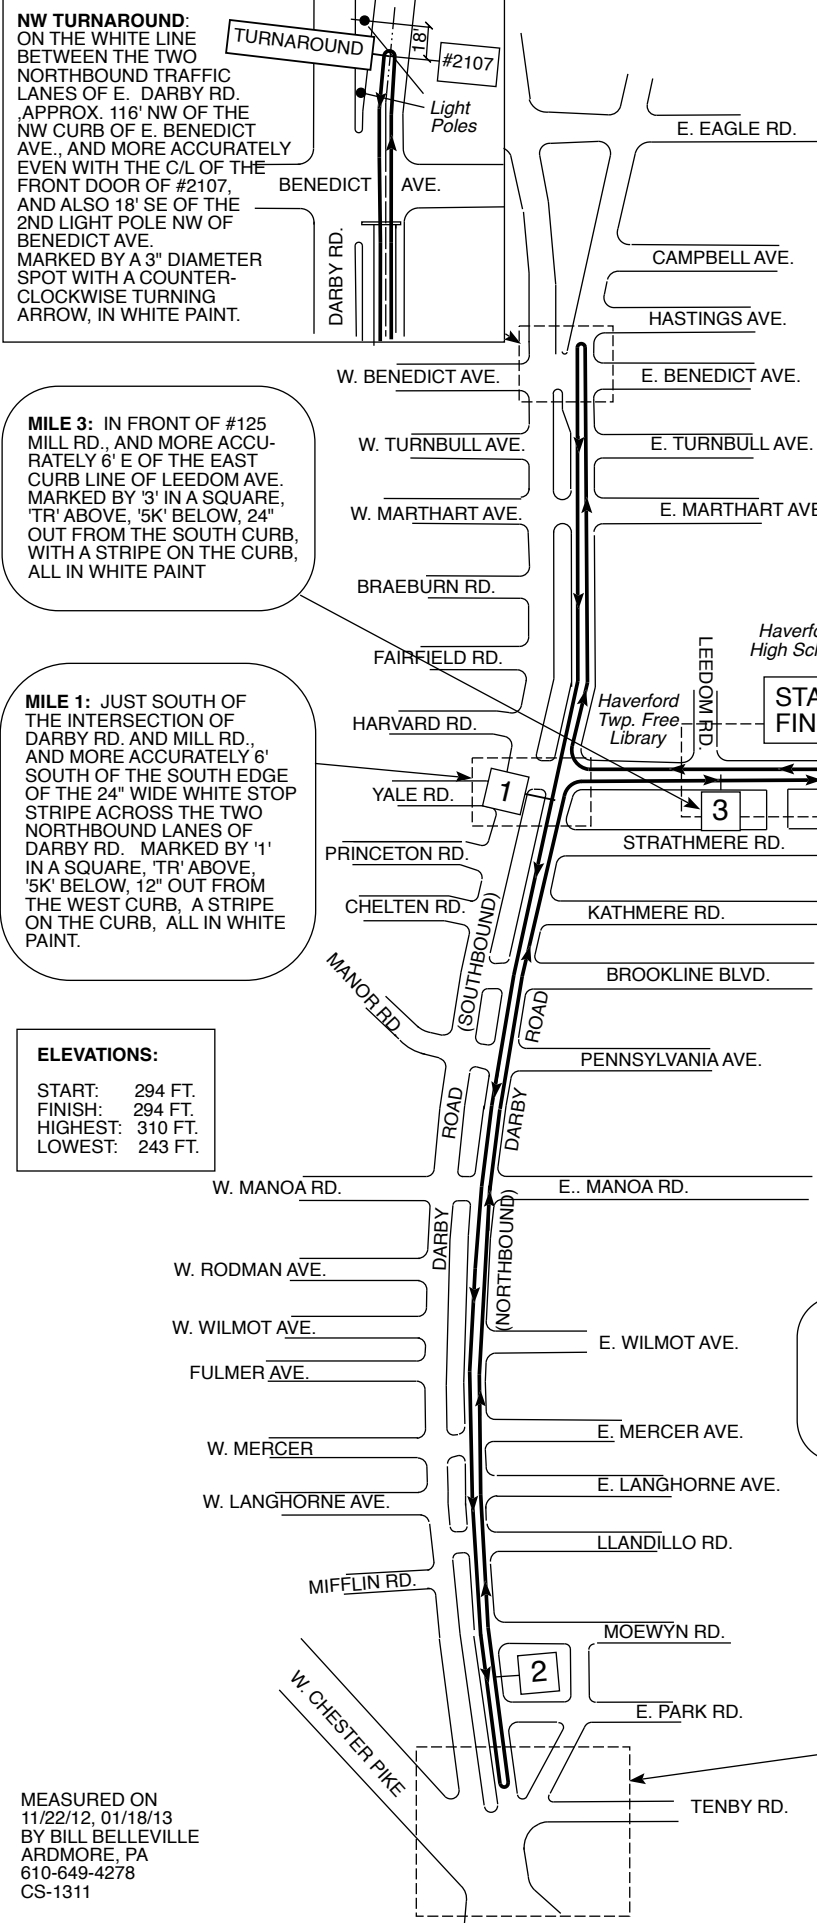 NW TURNAROUND:
ON THE WHITE LINE
BETWEEN THE TWO
NORTHBOUND TRAFFIC
LANES OF E. DARBY RD.
,APPROX. 116' NW OF THE
NW CURB OF E. BENEDICT
AVE., AND MORE ACCURATELY
EVEN WITH THE C/L OF THE
FRONT DOOR OF #2107,
AND ALSO 18' SE OF THE
2ND LIGHT POLE NW OF
BENEDICT AVE.
MARKED BY A 3" DIAMETER
SPOT WITH A COUNTER-
CLOCKWISE TURNING
ARROW, IN WHITE PAINT.
TURNAROUND
18'
#2107
Light
Poles
BENEDICT AVE.
DARBY RD.
E. EAGLE RD.
CAMPBELL AVE.
HASTINGS AVE.
W. BENEDICT AVE.
E. BENEDICT AVE.
W. TURNBULL AVE.
E. TURNBULL AVE.
W. MARTHART AVE.
E. MARTHART AVE
BRAEBURN RD.
FAIRFIELD RD.
HARVARD RD.
YALE RD.
PRINCETON RD.
CHELTEN RD.
MANOR RD.
MILE 3: IN FRONT OF #125
MILL RD., AND MORE ACCU-
RATELY 6' E OF THE EAST
CURB LINE OF LEEDOM AVE.
MARKED BY '3' IN A SQUARE,
'TR' ABOVE, '5K' BELOW, 24"
OUT FROM THE SOUTH CURB,
WITH A STRIPE ON THE CURB,
ALL IN WHITE PAINT
MILE 1: JUST SOUTH OF
THE INTERSECTION OF
DARBY RD. AND MILL RD.,
AND MORE ACCURATELY 6'
SOUTH OF THE SOUTH EDGE
OF THE 24" WIDE WHITE STOP
STRIPE ACROSS THE TWO
NORTHBOUND LANES OF
DARBY RD. MARKED BY '1'
IN A SQUARE, 'TR' ABOVE,
'5K' BELOW, 12" OUT FROM
THE WEST CURB, A STRIPE
ON THE CURB, ALL IN WHITE
PAINT.
Haverford
Twp. Free
Library
LEEDOM RD.
Haverfo
High Sch
STA
FIN
1
3
STRATHMERE RD.
KATHMERE RD.
BROOKLINE BLVD.
PENNSYLVANIA AVE.
(SOUTHBOUND)
ROAD
DARBY
ROAD
DARBY
(NORTHBOUND)
ELEVATIONS:
START: 294 FT.
FINISH: 294 FT.
HIGHEST: 310 FT.
LOWEST: 243 FT.
W. MANOA RD.
E.. MANOA RD.
W. RODMAN AVE.
W. WILMOT AVE.
E. WILMOT AVE.
FULMER AVE.
E. MERCER AVE.
W. MERCER
E. LANGHORNE AVE.
W. LANGHORNE AVE.
LLANDILLO RD.
MIFFLIN RD.
MOEWYN RD.
2
E. PARK RD.
W. CHESTER PIKE
TENBY RD.
MEASURED ON
11/22/12, 01/18/13
BY BILL BELLEVILLE
ARDMORE, PA
610-649-4278
CS-1311